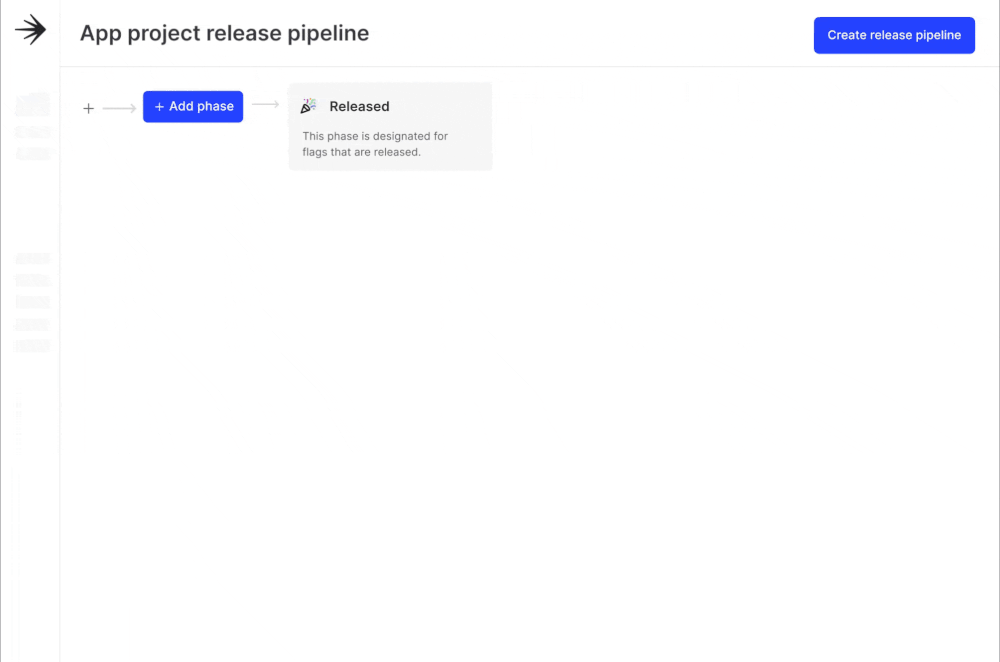 App project release pipeline
Create release pipeline
+ Add phase
Released
This phase is designated for
flags that are released.